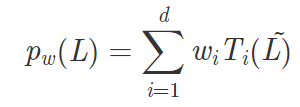 $p_w(L) = \sum_{i=1}^{d} w_i T_i(\tilde{L})$